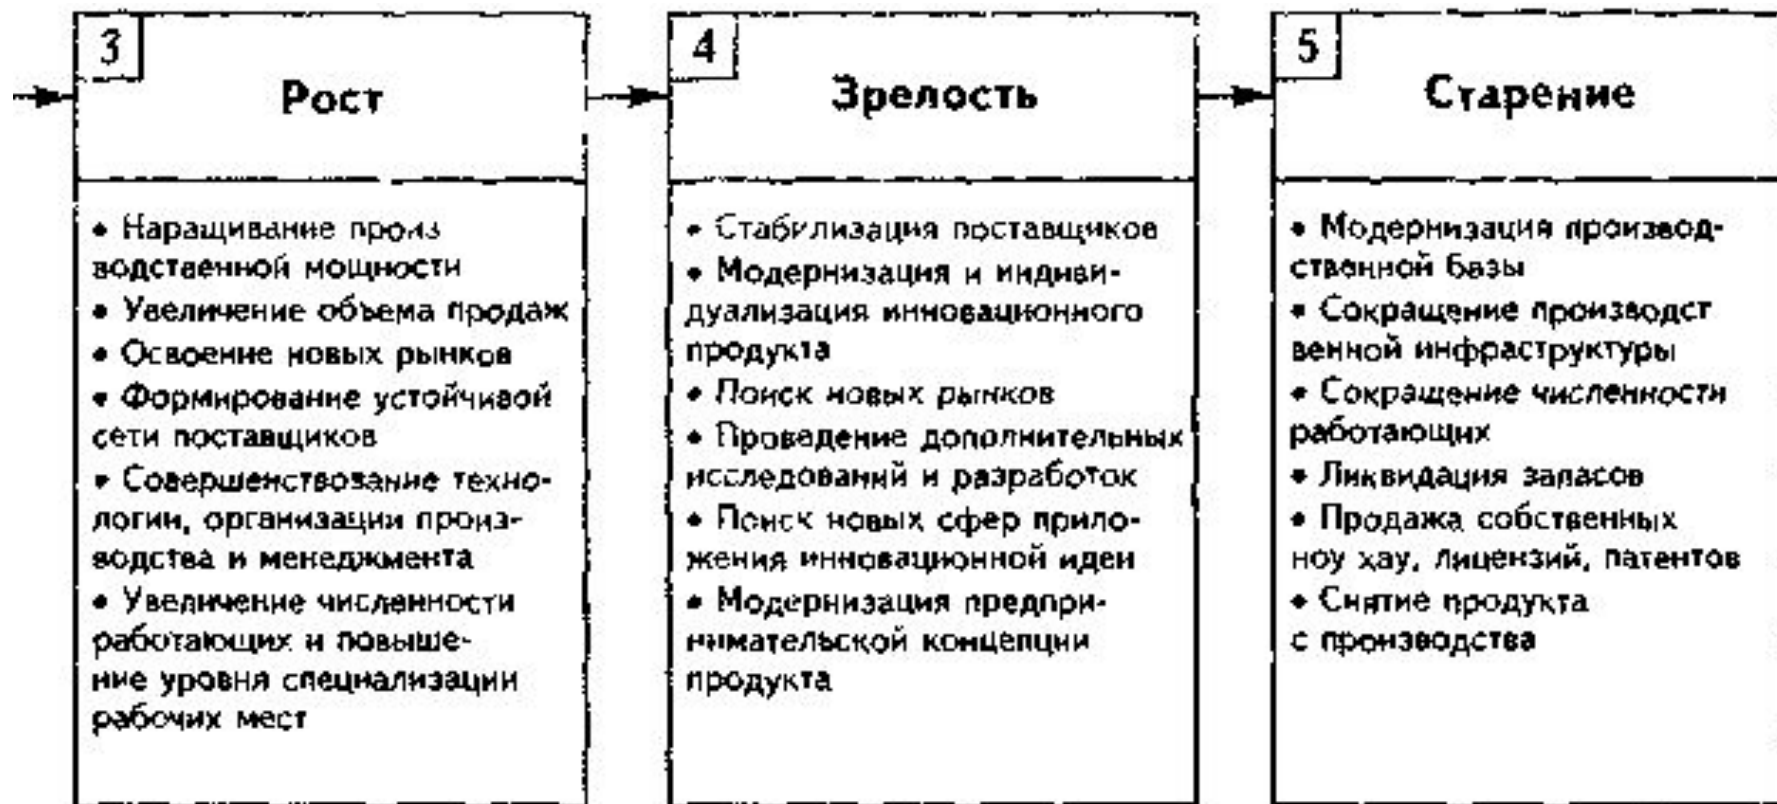 3
Рост
• Наращивание произ
водственной мощности
• Увеличение объема продаж
• Освоение новых рынков
• Формирование устойчивой
сети поставщиков
• Совершенствование техно-
логии, организации произ-
водства и менеджмента
• Увеличение численности
работающих и повыше-
ние уровня специализации
рабочих мест
4
Зрелость
• Стабилизация поставщиков
• Модернизация и индиви-
дуализация инновационного
продукта
• Поиск новых рынков
• Проведение дополнительных
исследований и разработок
• Поиск новых сфер прило-
жения инновационной идеи
• Модернизация предпри-
нимательской концепции
продукта
5
Старение
• Модернизация производ-
ственной базы
• Сокращение производст
венной инфраструктуры
• Сокращение численности
работающих
• Ликвидация запасов
• Продажа собственных
ноу хау, лицензий, патентов
• Снятие продукта
с производства